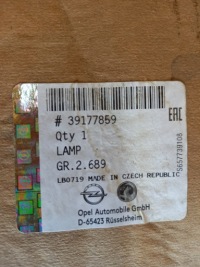 # 39177859
EAC
Qty 1
LAMP
GR.2.689
LB0719 MADE IN CZECH REPUBLIC
Opel Automobile GmbH
D-65423 Rüsselsheim